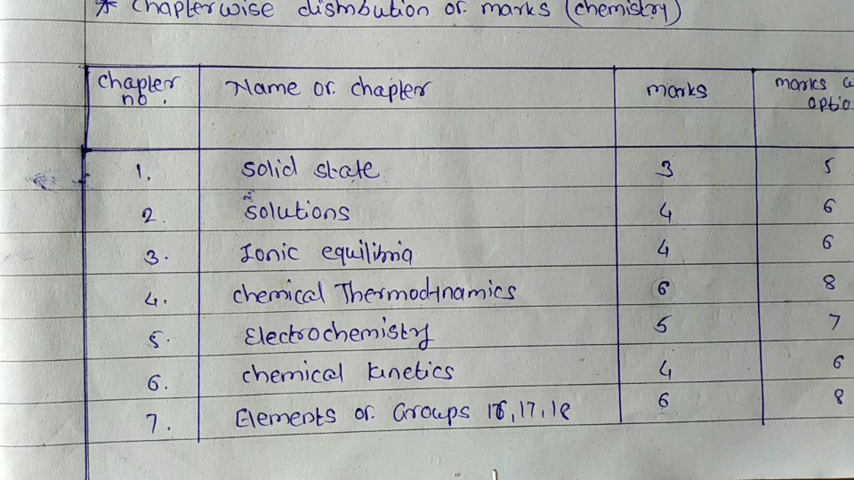 * Chapterwise distribution of marks (chemistry)
Chapter no. Name of chapter marks marks optio
1. Solid state 3 5
2. Solutions 4 6
3. Ionic equilibria 4 6
4. chemical Thermodynamics 6 8
5. Electrochemistry 5 7
6. chemical kinetics 4 6
7. Elements of Groups 16,17,18 6 8